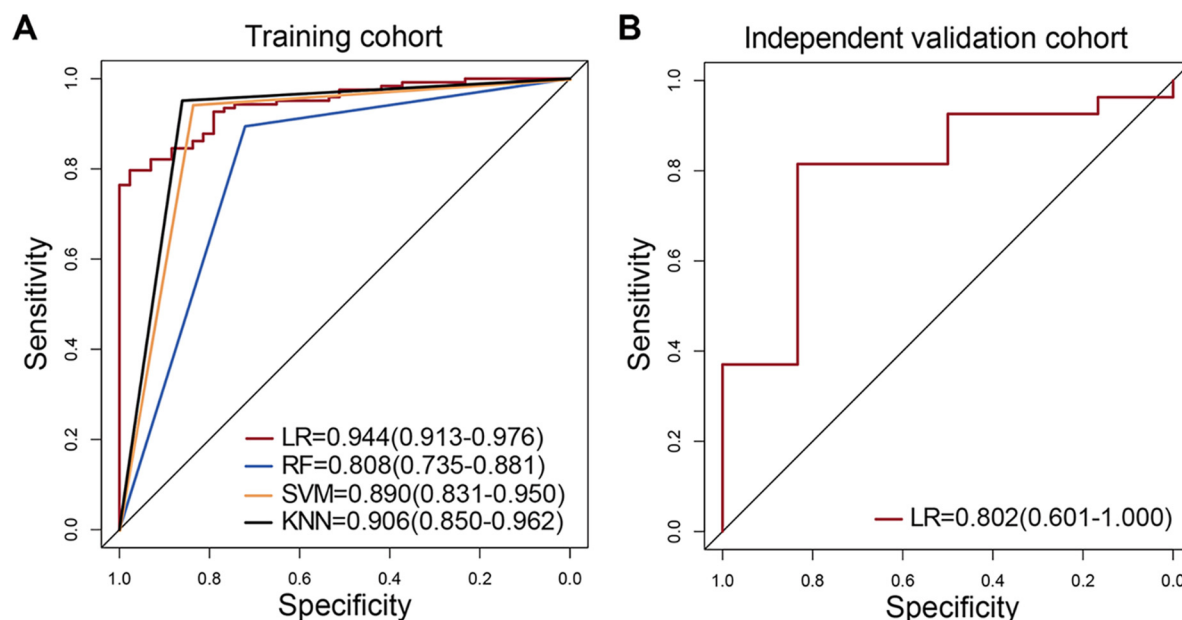 A
Training cohort
Sensitivity
1.0
0.8
0.6
0.4
0.2
0.0
LR=0.944(0.913-0.976)
RF=0.808(0.735-0.881)
SVM=0.890(0.831-0.950)
KNN=0.906(0.850-0.962)
1.0 0.8 0.6 0.4 0.2 0.0
Specificity
B
Independent validation cohort
Sensitivity
1.0
0.8
0.6
0.4
0.2
0.0
LR=0.802(0.601-1.000)
1.0 0.8 0.6 0.4 0.2 0.0
Specificity